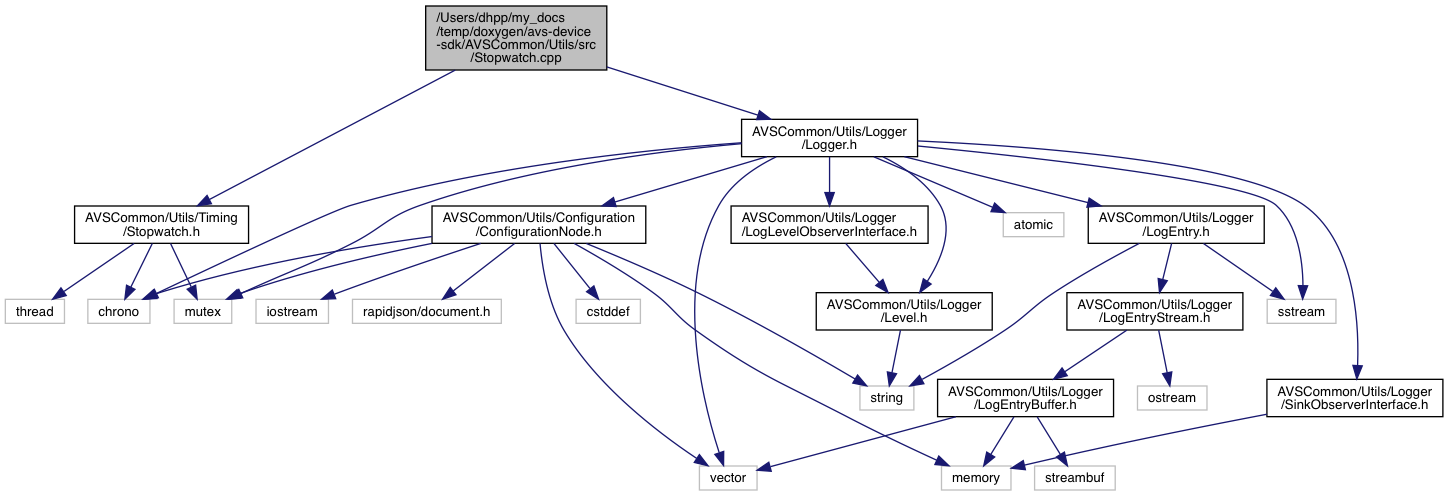 /Users/dhpp/my_docs
/temp/doxygen/avs-device
-sdk/AVSCommon/Utils/src
/Stopwatch.cpp
AVSCommon/Utils/Logger
/Logger.h
AVSCommon/Utils/Timing
/Stopwatch.h
AVSCommon/Utils/Configuration
/ConfigurationNode.h
AVSCommon/Utils/Logger
/LogLevelObserverInterface.h
atomic
AVSCommon/Utils/Logger
/LogEntry.h
thread
chrono
mutex
iostream
rapidjson/document.h
cstddef
AVSCommon/Utils/Logger
/Level.h
AVSCommon/Utils/Logger
/LogEntryStream.h
sstream
string
AVSCommon/Utils/Logger
/LogEntryBuffer.h
ostream
AVSCommon/Utils/Logger
/SinkObserverInterface.h
vector
memory
streambuf